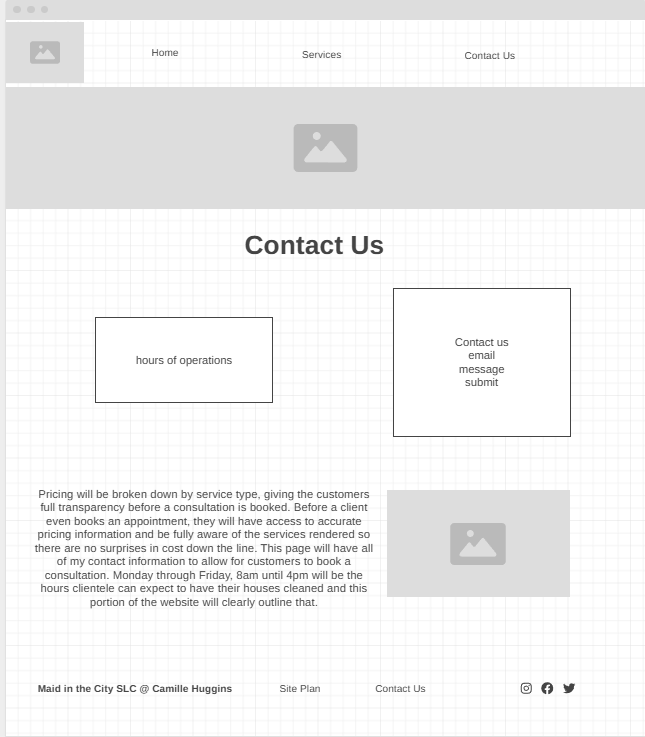 Home
Services
Contact Us
Contact Us
hours of operations
Contact us
email
message
submit
Pricing will be broken down by service type, giving the customers
full transparency before a consultation is booked. Before a client
even books an appointment, they will have access to accurate
pricing information and be fully aware of the services rendered so
there are no surprises in cost down the line. This page will have all
of my contact information to allow for customers to book a
consultation. Monday through Friday, 8am until 4pm will be the
hours clientele can expect to have their houses cleaned and this
portion of the website will clearly outline that.
Maid in the City SLC @ Camille Huggins
Site Plan
Contact Us